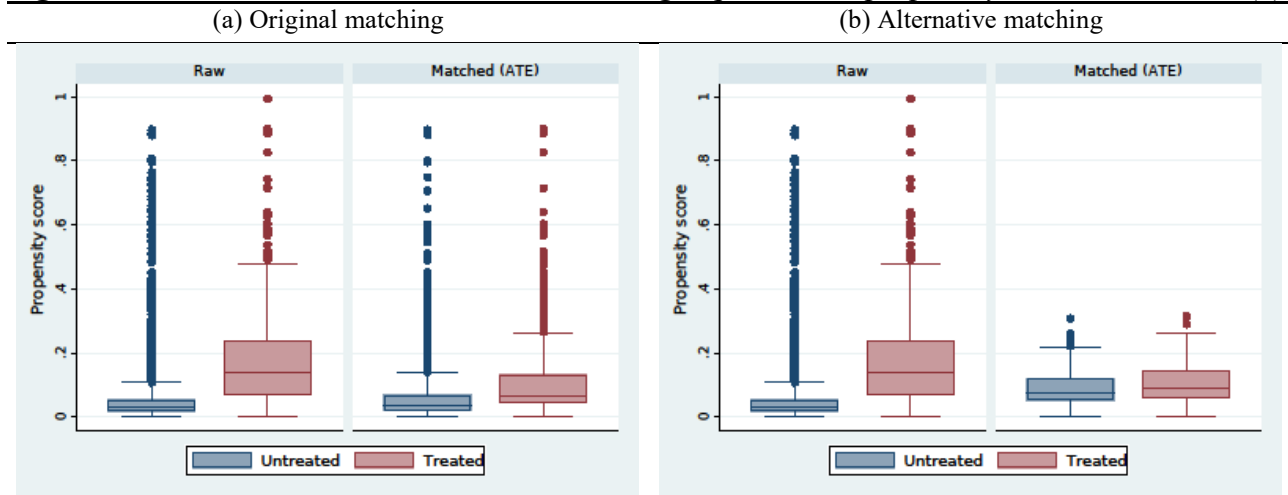 (a) Original matching
(b) Alternative matching
Raw
Matched (ATE)
Propensity score
1
.8
.6
.4
.2
0
Untreated
Treated
Raw
Matched (ATE)
Propensity score
1
.8
.6
.4
.2
0
Untreated
Treated